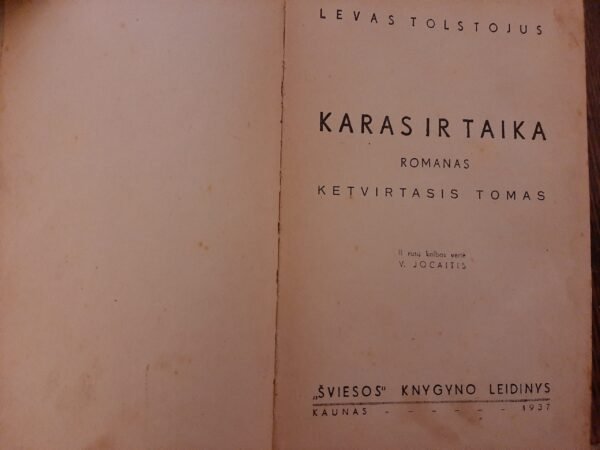 LEVAS TOLSTOJUS
KARAS IR TAIKA
ROMANAS
KETVIRTASIS TOMAS
Iš rusų kalbos vertė
V. JOCAITIS
„ŠVIESOS" KNYGYNO LEIDINYS
KAUNAS - - - - - 1937